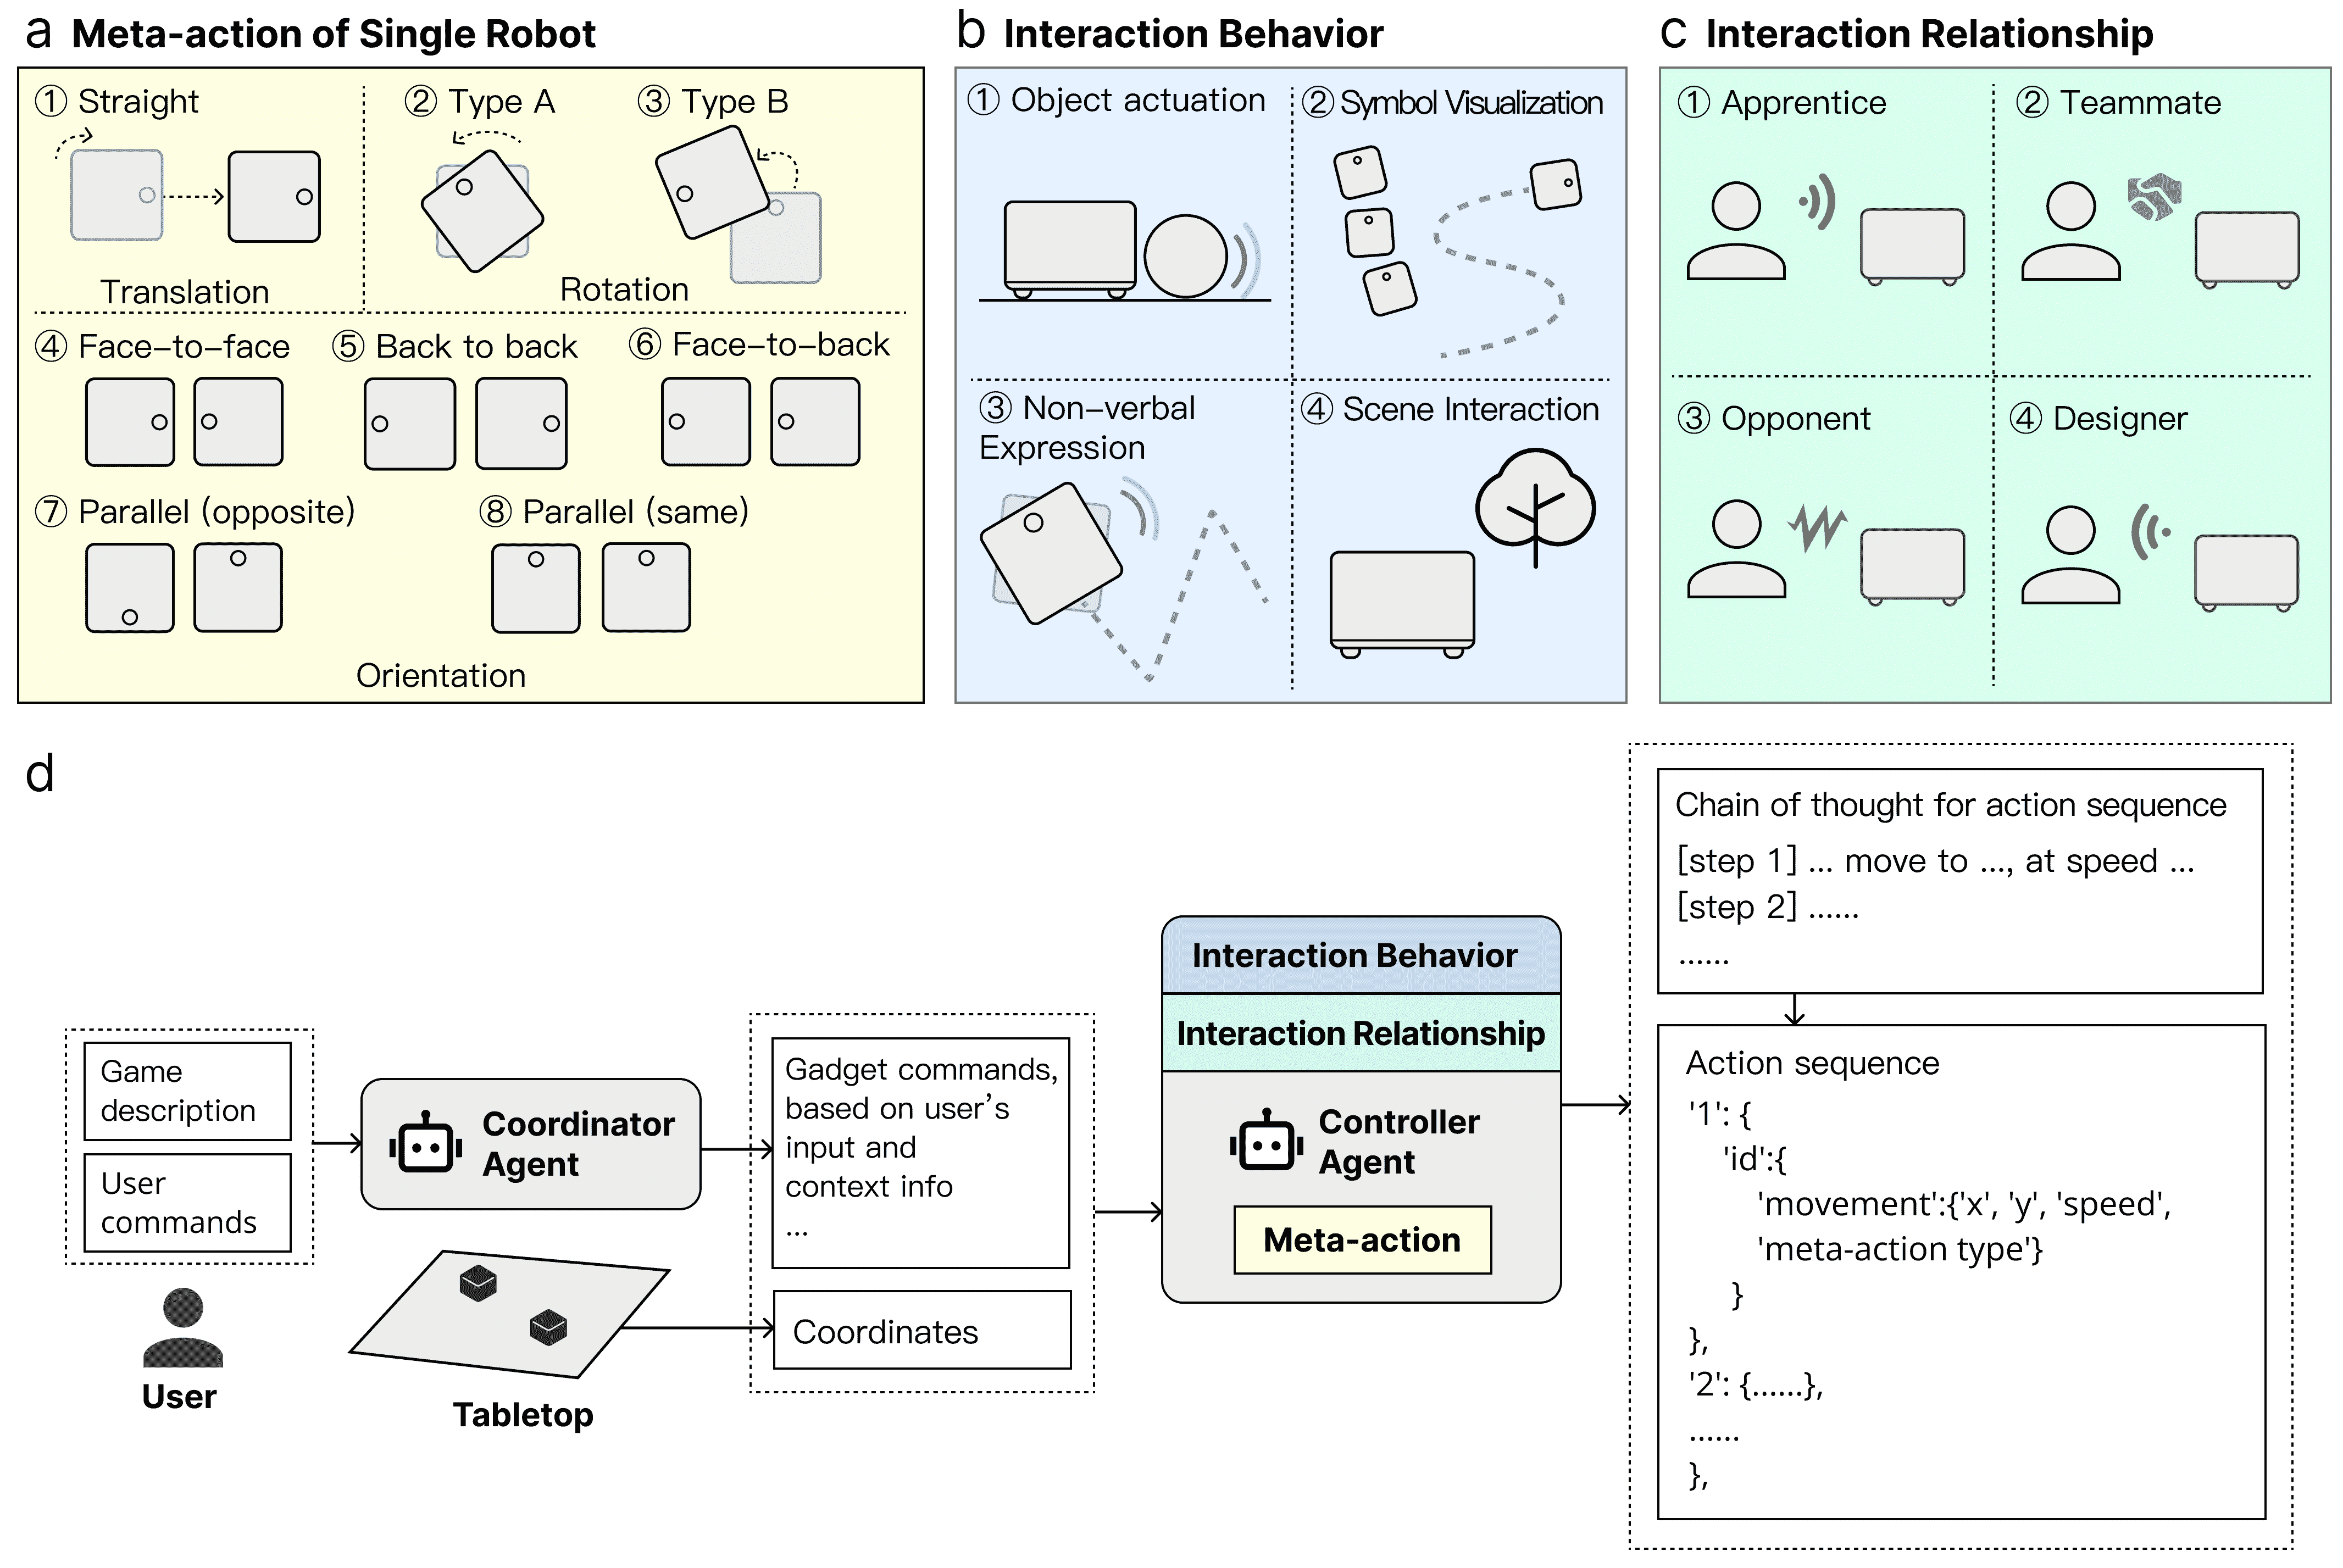 a Meta-action of Single Robot
① Straight
② Type A
③ Type B
Translation
Rotation
④ Face-to-face
⑤ Back to back
⑥ Face-to-back
⑦ Parallel (opposite)
⑧ Parallel (same)
Orientation
b Interaction Behavior
① Object actuation
② Symbol Visualization
③ Non-verbal
Expression
④ Scene Interaction
c Interaction Relationship
① Apprentice
② Teammate
③ Opponent
④ Designer
d
Game
description
User
commands
User
Coordinator
Agent
Tabletop
Gadget commands,
based on user's
input and
context info
...
Coordinates
Interaction Behavior
Interaction Relationship
Controller
Agent
Meta-action
Chain of thought for action sequence
[step 1] ... move to ..., at speed ...
[step 2] ......
......
Action sequence
'1': {
'id':{
'movement':{'x', 'y', 'speed',
'meta-action type'}
}
},
'2': {......},
......
},